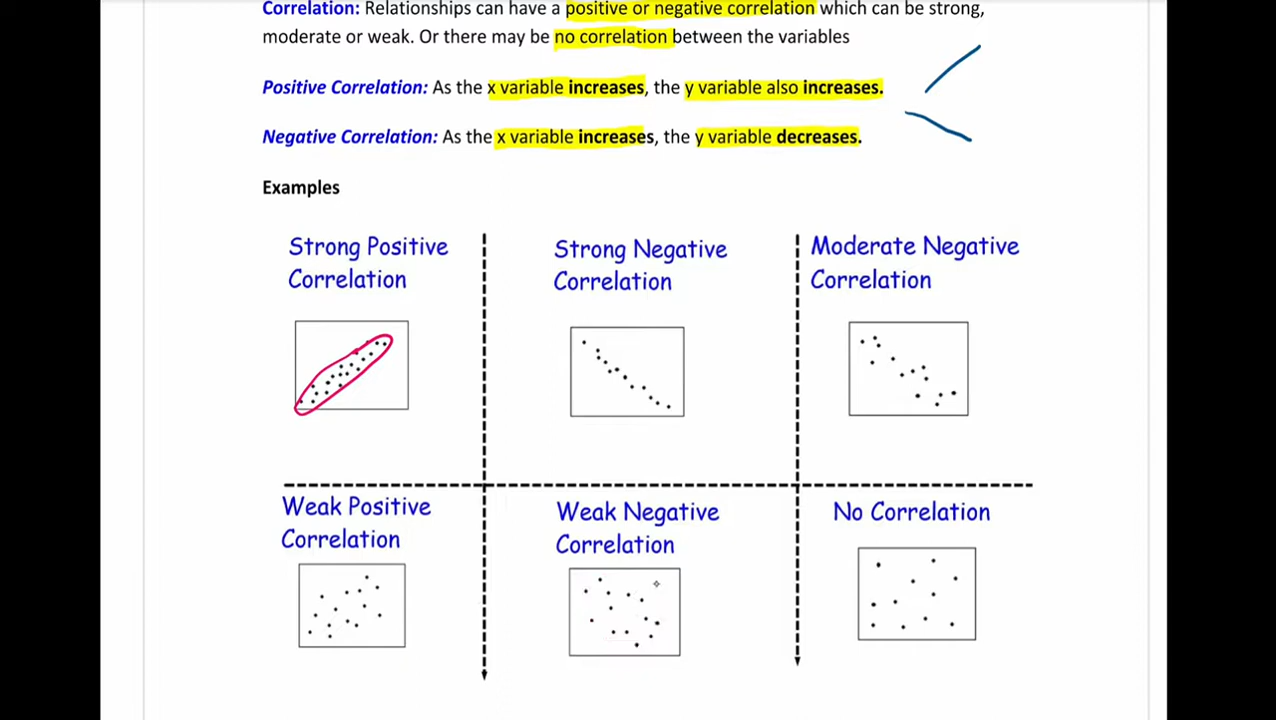 Correlation: Relationships can have a positive or negative correlation which can be strong,
moderate or weak. Or there may be no correlation between the variables
Positive Correlation: As the x variable increases, the y variable also increases.
Negative Correlation: As the x variable increases, the y variable decreases.
Examples
Strong Positive
Correlation
Strong Negative
Correlation
Moderate Negative
Correlation
Weak Positive
Correlation
Weak Negative
Correlation
No Correlation